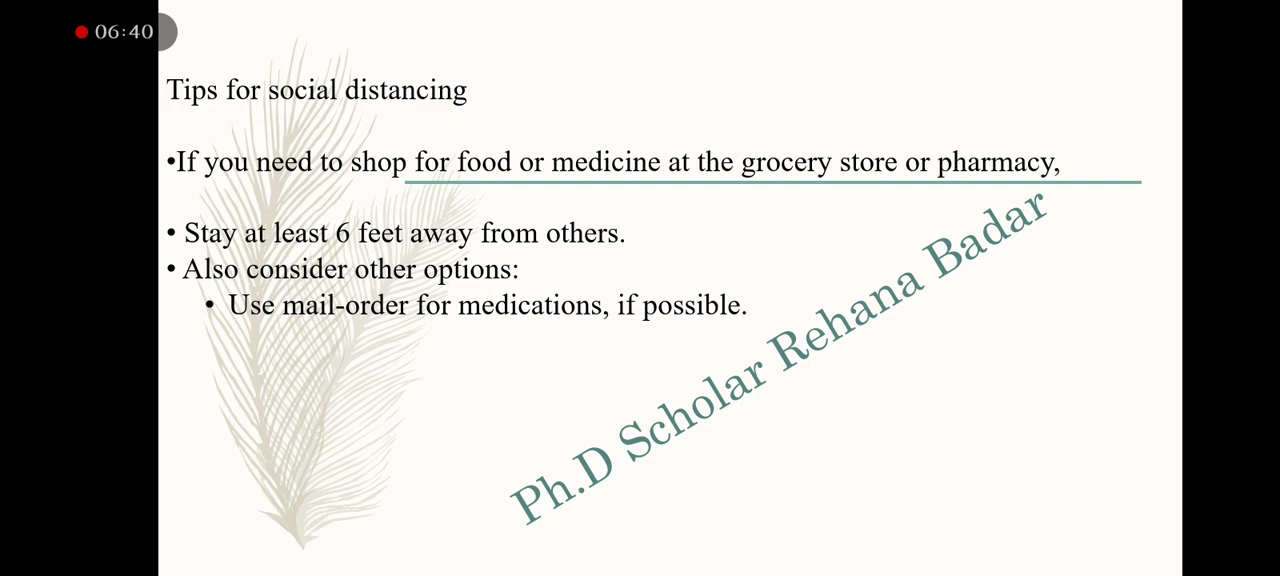 06:40
Tips for social distancing
•If you need to shop for food or medicine at the grocery store or pharmacy,
• Stay at least 6 feet away from others.
• Also consider other options:
• Use mail-order for medications, if possible.
Ph.D Scholar Rehana Badar